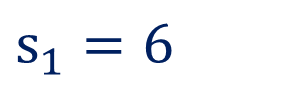 s₁ = 6